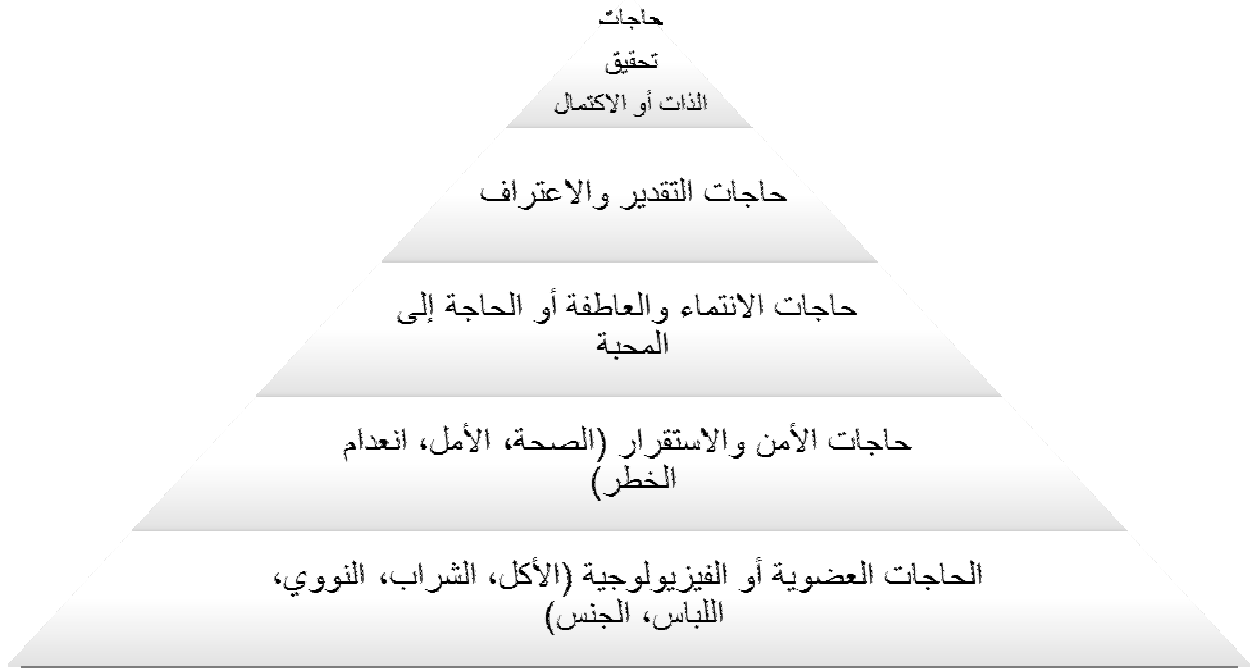 حاجات
تحقيق
الذات أو الاكتمال
حاجات التقدير والاعتراف
حاجات الانتماء والعاطفة أو الحاجة إلى
المحبة
حاجات الأمن والاستقرار (الصحة، الأمل، انعدام
الخطر)
الحاجات العضوية أو الفيزيولوجية (الأكل، الشراب، النووي،
اللباس، الجنس)